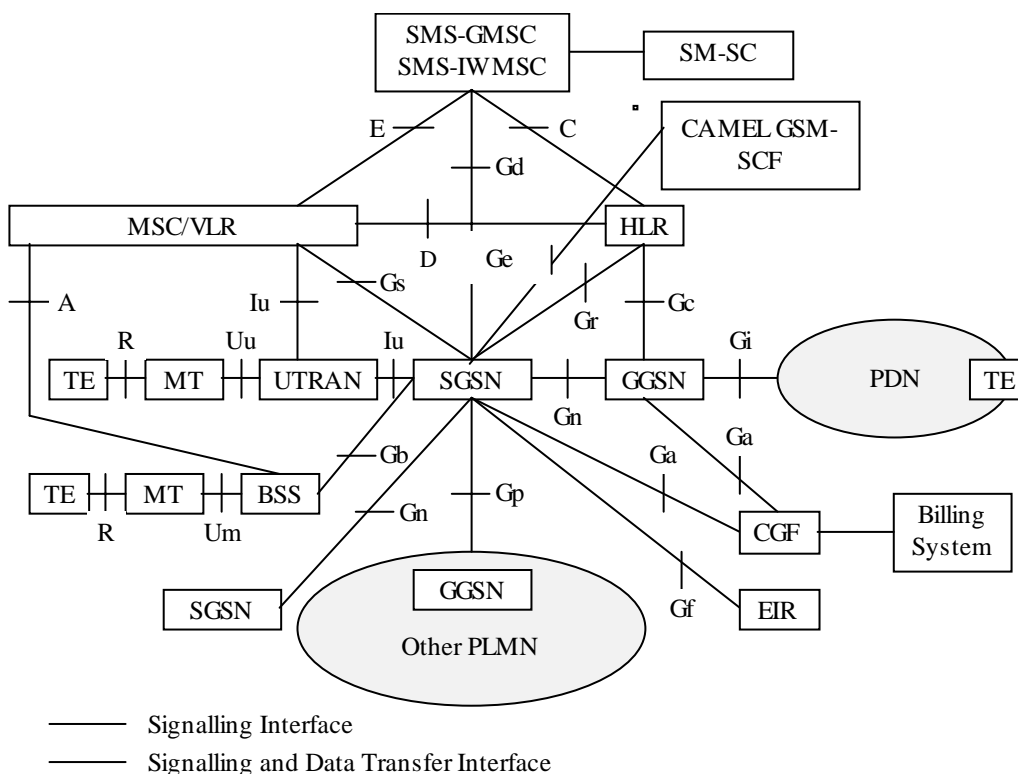 SMS-GMSC
SMS-IWMSC
SM-SC
E
C
CAMEL GSM-
SCF
Gd
MSC/VLR
HLR
D
Ge
A
Iu
Gs
Gr
Gc
R
Uu
Iu
Gi
TE
MT
UTRAN
SGSN
GGSN
PDN
TE
Gn
Gb
Ga
Ga
TE
MT
BSS
Gn
Gp
R
Um
CGF
Billing
System
SGSN
GGSN
Gf
EIR
Other PLMN
Signalling Interface
Signalling and Data Transfer Interface